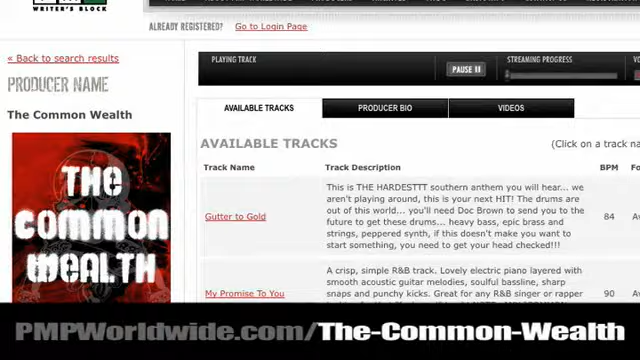 WRITER'S BLOCK
ALREADY REGISTERED? Go to Login Page
« Back to search results
PLAYING TRACK
PAUSE
STREAMING PROGRESS
PRODUCER NAME
AVAILABLE TRACKS
PRODUCER BIO
VIDEOS
The Common Wealth
AVAILABLE TRACKS
(Click on a track
THE
COMMON
WEALTH
Track Name
Track Description
BPM
Gutter to Gold
This is THE HARDESTTT southern anthem you will hear... we
aren't playing around, this is your next HIT! The drums are
out of this world... you'll need Doc Brown to send you to the
future to get these drums... heavy bass, epic brass and
strings, peppered synth, if this doesn't make you want to
start something, you need to get your head checked!!!
84
My Promise To You
A crisp, simple R&B track. Lovely electric piano layered with
smooth acoustic guitar melodies, soulful bassline, sharp
snaps and punchy kicks. Great for any R&B singer or rapper
90
PMPWorldwide.com/The-Common-Wealth